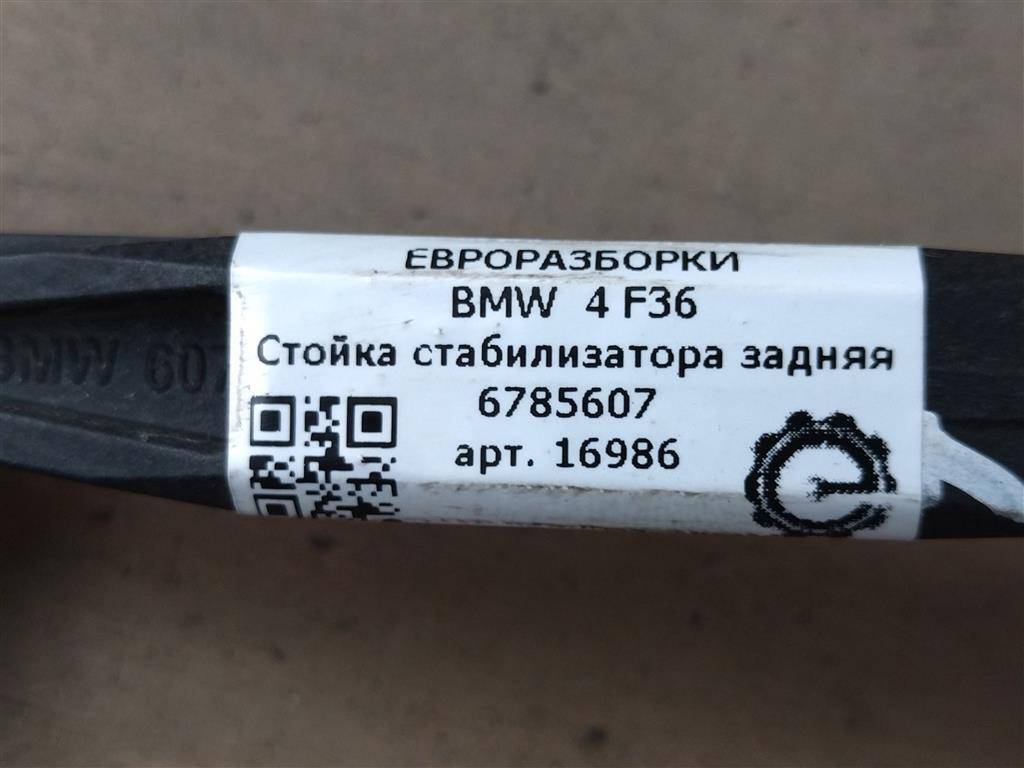 ЕВРОРАЗБОРКИ
BMW 4 F36
Стойка стабилизатора задняя
6785607
арт. 16986
BMW 607